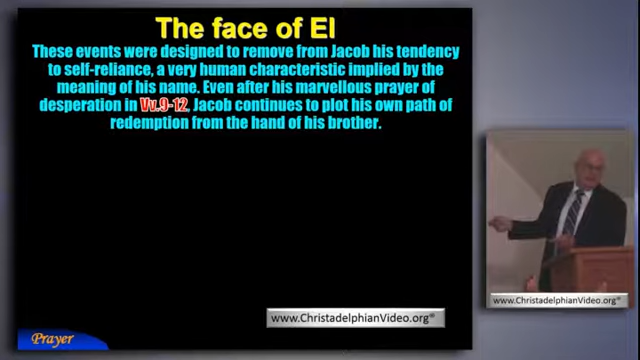 The face of El
These events were designed to remove from Jacob his tendency
to self-reliance, a very human characteristic implied by the
meaning of his name. Even after his marvellous prayer of
desperation in Vv.9-12, Jacob continues to plot his own path of
redemption from the hand of his brother.
www.ChristadelphianVideo.org®
www.ChristadelphianVideo.org®
Prayer